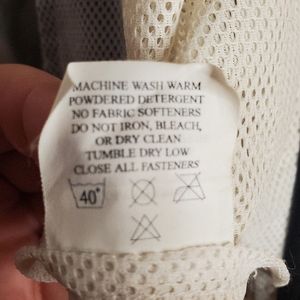 MACHINE WASH WARM
POWDERED DETERGENT
NO FABRIC SOFTENERS
DO NOT IRON, BLEACH,
OR DRY CLEAN
TUMBLE DRY LOW
CLOSE ALL FASTENERS
40°